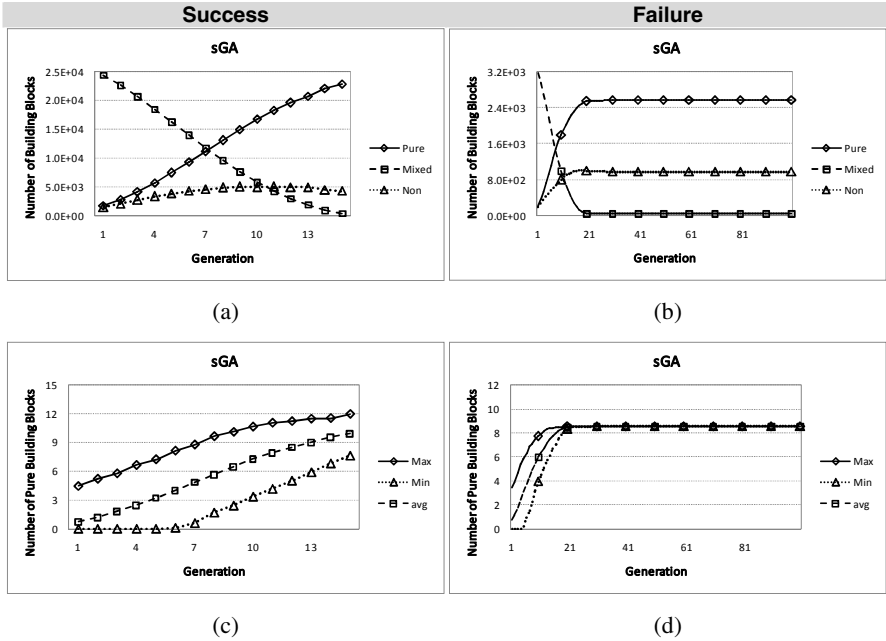 Success
Failure
sGA
Number of Building Blocks
2.5E+04
2.0E+04
1.5E+04
1.0E+04
5.0E+03
0.0E+00
1 4 7 10 13
Generation
Pure
Mixed
Non
(a)
sGA
Number of Building Blocks
3.2E+03
2.4E+03
1.6E+03
8.0E+02
0.0E+00
1 21 41 61 81
Generation
Pure
Mixed
Non
(b)
sGA
Number of Pure Building Blocks
15
12
9
6
3
0
1 4 7 10 13
Generation
Max
Min
avg
(c)
sGA
Number of Pure Building Blocks
12
10
8
6
4
2
0
1 21 41 61 81
Generation
Max
Min
avg
(d)